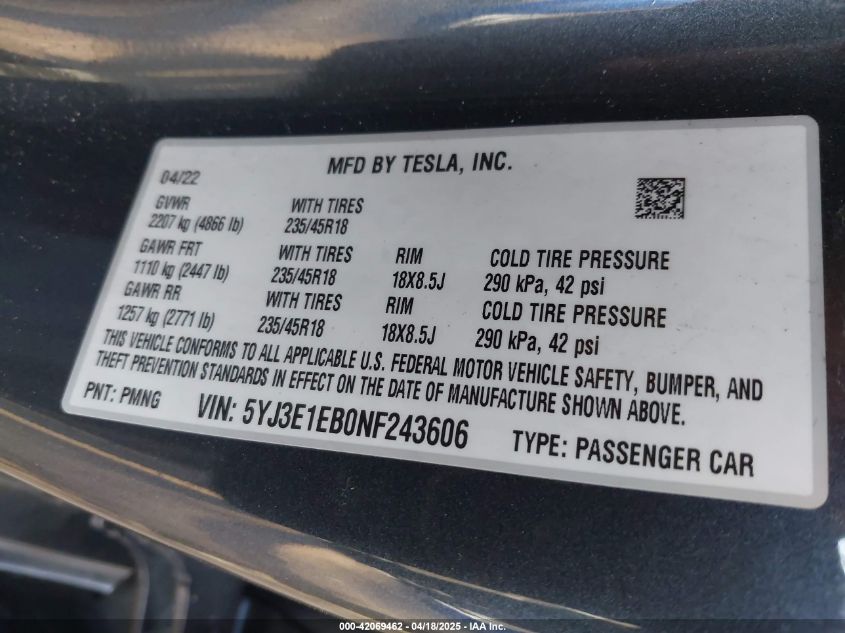 MFD BY TESLA, INC.
04/22
GVWR WITH TIRES
2207 kg (4866 lb) 235/45R18
GAWR FRT WITH TIRES RIM COLD TIRE PRESSURE
1110 kg (2447 lb) 235/45R18 18X8.5J 290 kPa, 42 psi
GAWR RR WITH TIRES RIM COLD TIRE PRESSURE
1257 kg (2771 lb) 235/45R18 18X8.5J 290 kPa, 42 psi
THIS VEHICLE CONFORMS TO ALL APPLICABLE U.S. FEDERAL MOTOR VEHICLE SAFETY, BUMPER, AND
THEFT PREVENTION STANDARDS IN EFFECT ON THE DATE OF MANUFACTURE SHOWN ABOVE.
PNT: PMNG VIN: 5YJ3E1EB0NF243606 TYPE: PASSENGER CAR
000-42069462 - 04/18/2025 - IAA Inc.